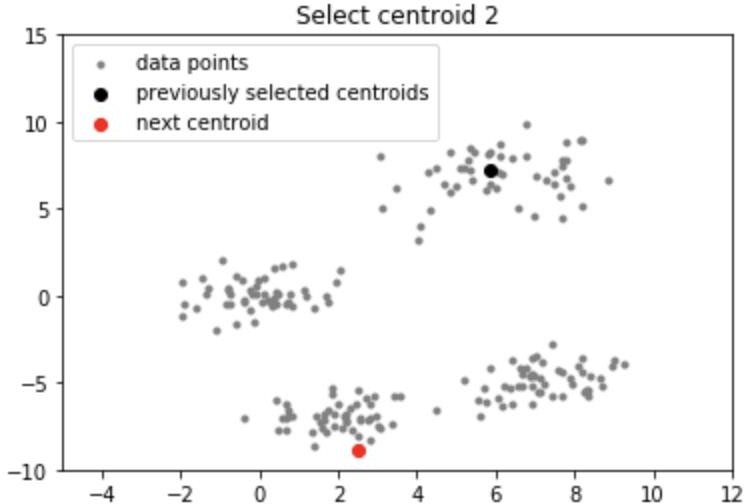 Select centroid 2
15
data points
previously selected centroids
next centroid
10
5
0
−5
−10
−4 −2 0 2 4 6 8 10 12